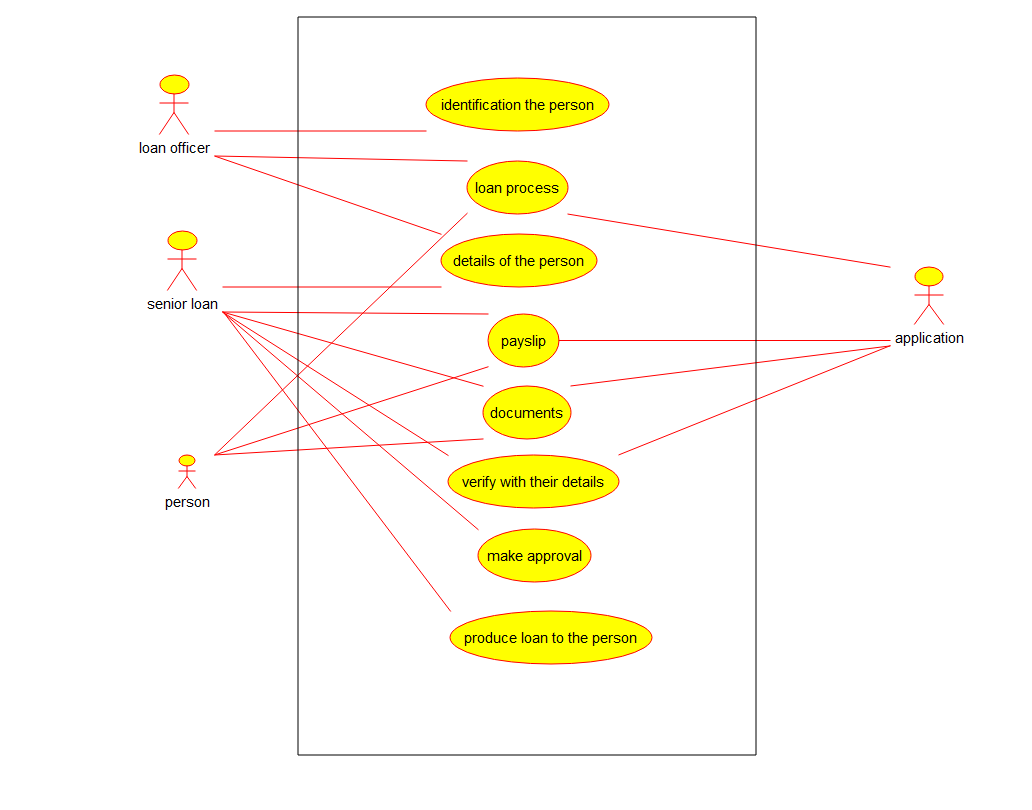 identification the person
loan officer
loan process
details of the person
senior loan
payslip
application
documents
verify with their details
person
make approval
produce loan to the person